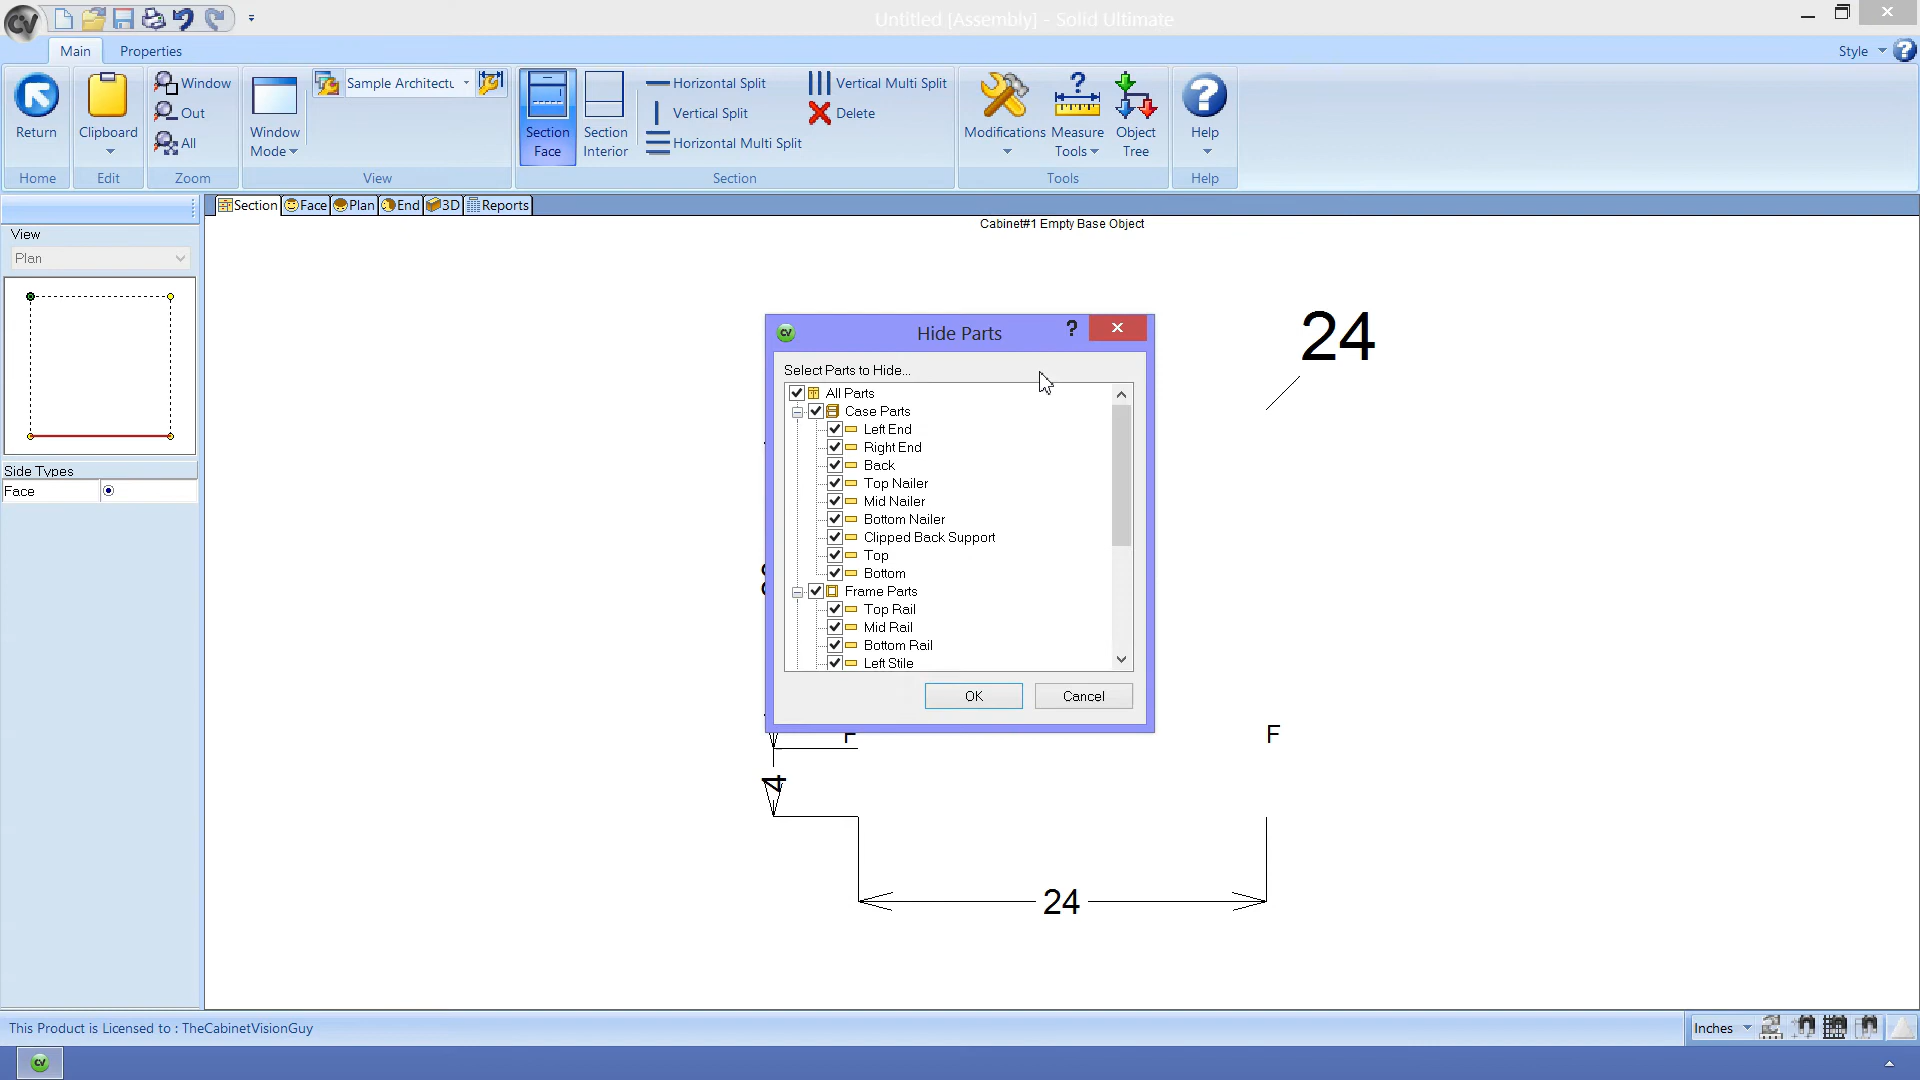 Untitled [Assembly] - Solid Ultimate
Main
Properties
Style
Return
Clipboard
Window
Out
All
Window
Mode
Sample Architectu
Section
Face
Section
Interior
Horizontal Split
Vertical Split
Horizontal Multi Split
Vertical Multi Split
Delete
Modifications
Measure
Tools
Object
Tree
Help
Home
Edit
Zoom
View
Section
Tools
Help
Section
Face
Plan
End
3D
Reports
View
Plan
Side Types
Face
Cabinet#1 Empty Base Object
24
CV
Hide Parts
?
Select Parts to Hide...
All Parts
Case Parts
Left End
Right End
Back
Top Nailer
Mid Nailer
Bottom Nailer
Clipped Back Support
Top
Bottom
Frame Parts
Top Rail
Mid Rail
Bottom Rail
Left Stile
OK
Cancel
F
F
4
24
This Product is Licensed to : TheCabinetVisionGuy
Inches
CV